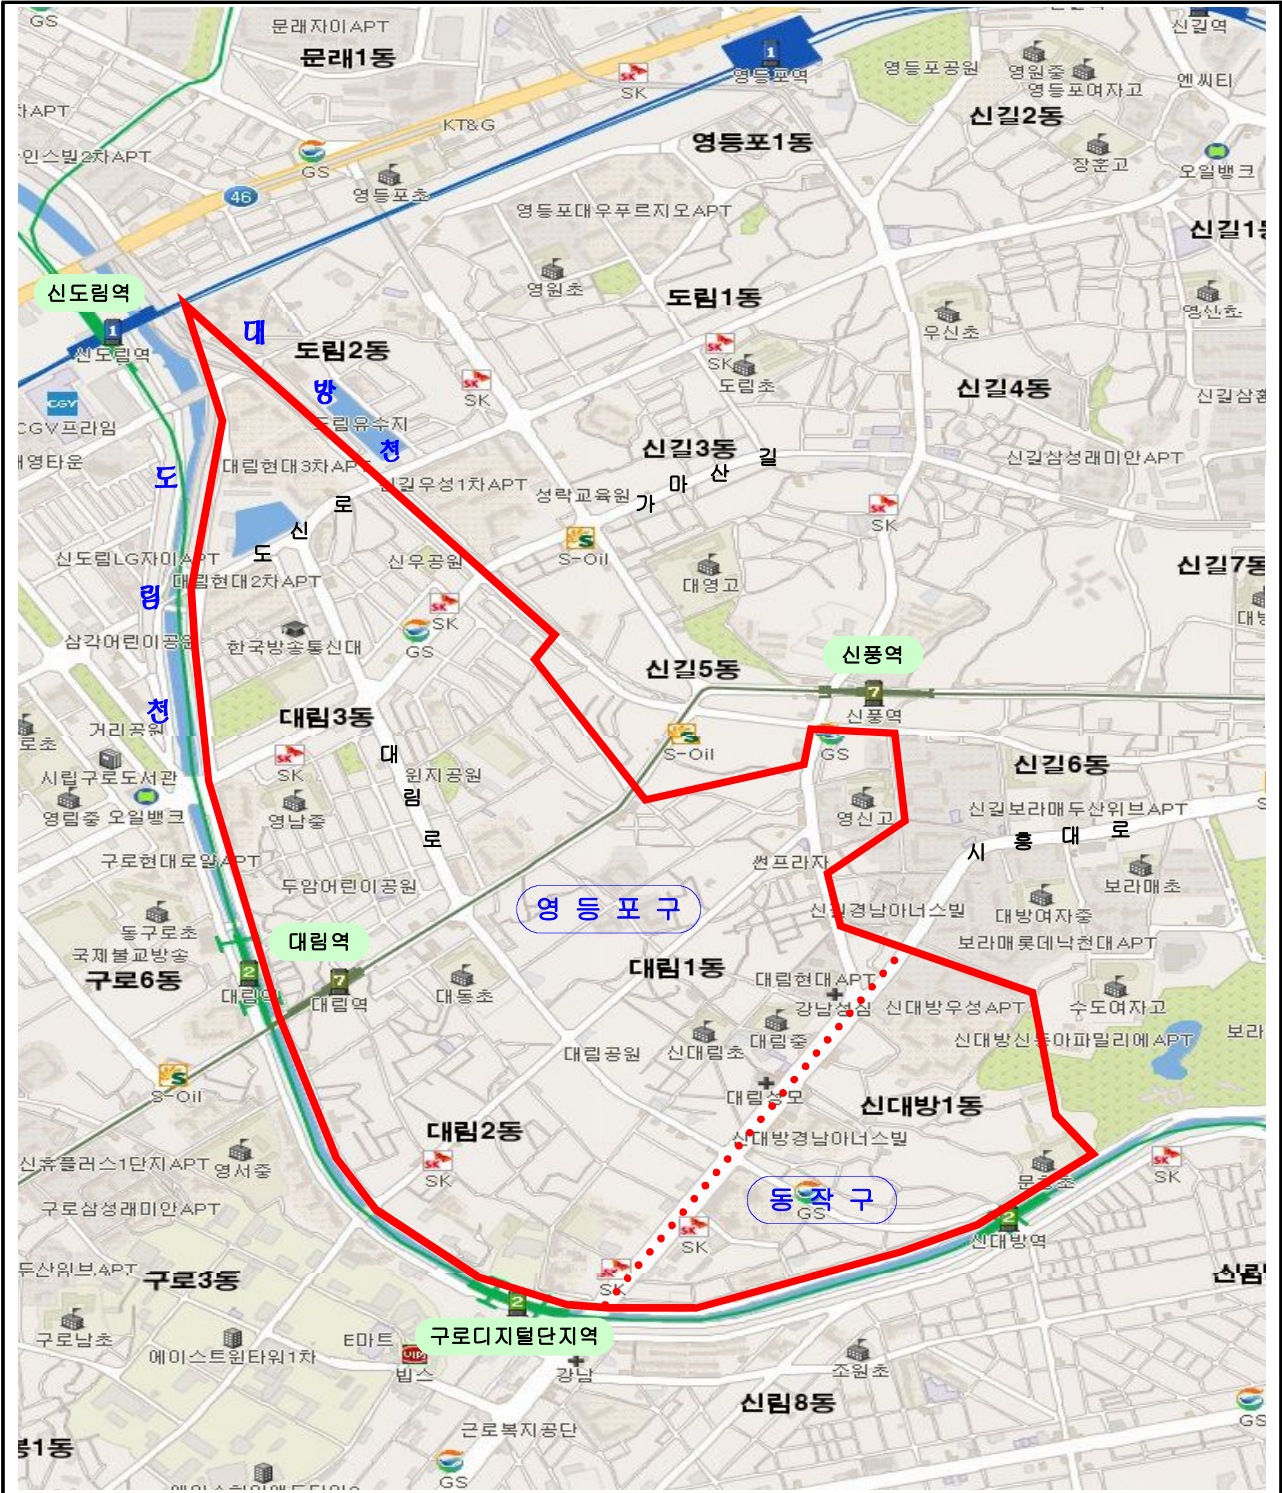 GS
문래자이APT
신길역
문래1동
1
영등포역
영등포공원
영원중
영등포여자고
엔씨티
SK
신길2동
KT&G
영등포1동
장훈고
오일뱅크
GS
영등포초
46
영등포대우푸르지오APT
영원초
신도림역
1
신도림역
대
방
천
도림2동
도림1동
우신초
SK
도림초
SK
신길4동
CGV
CGV프라임
도림유수지
도
림
천
대림현대3차APT
신길우성1차APT
신길3동
가
마
산
길
성락교육원
신길삼성래미안APT
SK
도
신
로
S-Oil
신도림LG자이APT
대림현대2차APT
신우공원
대영고
신길7동
SK
GS
삼각어린이공원
한국방송통신대
신길5동
신풍역
7
신풍역
거리공원
대림3동
S-Oil
GS
시립구로도서관
SK
대
림
로
원지공원
신길6동
영림중
오일뱅크
영남중
영신고
신길보라매두산위브APT
시
흥
대
로
구로현대로얄APT
두암어린이공원
썬프라자
보라매초
영등포구
신길경남아너스빌
대방여자중
동구로초
국제불교방송
대림역
보라매롯데낙천대APT
구로6동
2
대림역
7
대림역
대동초
대림1동
대림현대APT
강남성심
신대방우성APT
수도여자고
대림공원
신대림초
대림중
신대방신동아파밀리에APT
S-Oil
대림성모
신대방1동
대림2동
신대방경남아너스빌
신휴플러스1단지APT
영서중
SK
문창초
SK
구로삼성래미안APT
동작구
GS
SK
2
신대방역
두산위브APT
구로3동
SK
2
구로남초
에이스트윈타워1차
E마트
구로디지털단지역
VIPS
빕스
강남
조원초
신림8동
근로복지공단
GS
GS